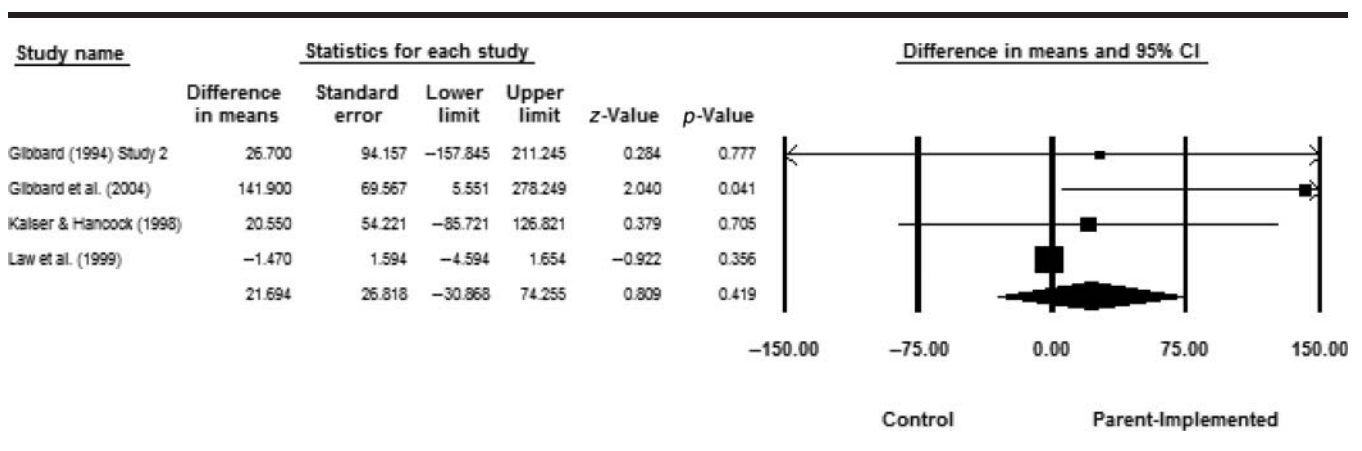 Study name Statistics for each study Difference in means and 95% CI
Difference Standard Lower Upper
in means error limit limit z-Value p-Value
Gibbard (1994) Study 2 26.700 94.157 −157.845 211.245 0.284 0.777
Gibbard et al. (2004) 141.900 69.567 5.551 278.249 2.040 0.041
Kaiser & Hancock (1998) 20.550 54.221 −85.721 126.821 0.379 0.705
Law et al. (1999) −1.470 1.594 −4.594 1.654 −0.922 0.356
21.694 26.818 −30.868 74.255 0.809 0.419
−150.00 −75.00 0.00 75.00 150.00
Control Parent-Implemented